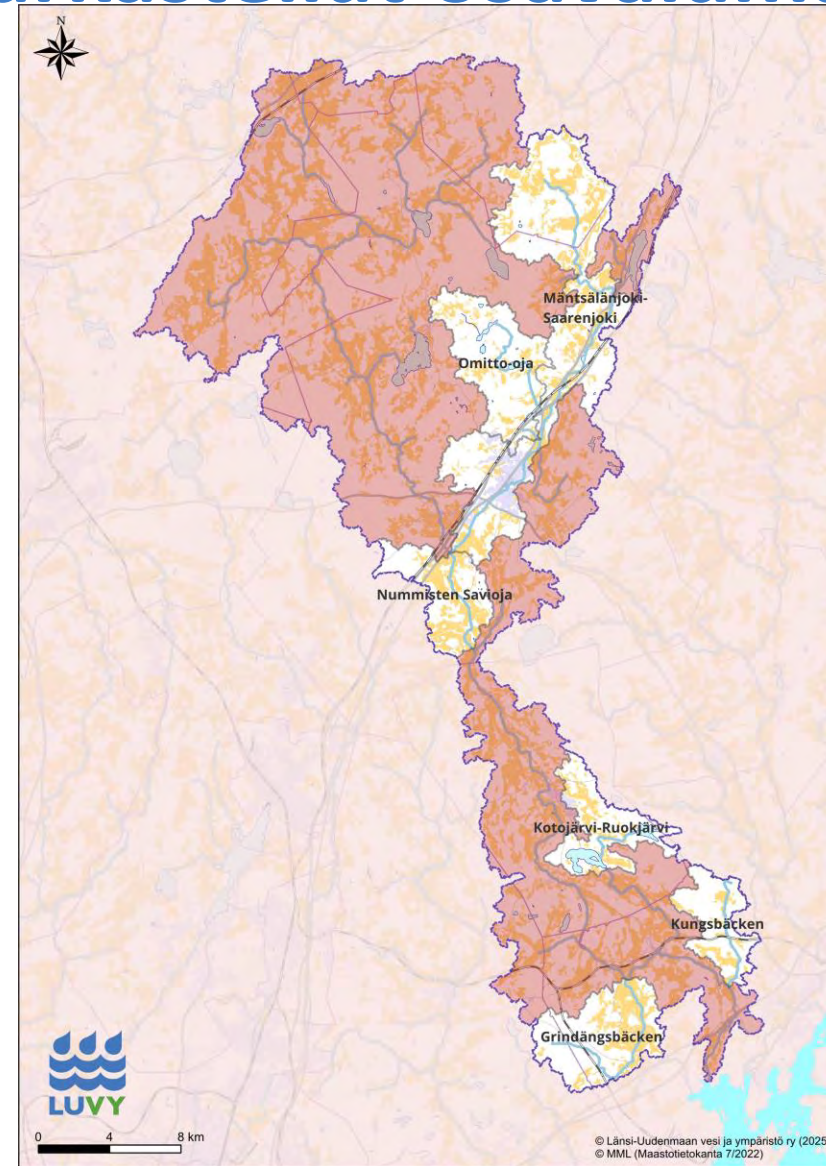 N
Mäntsälänjoki-
Saarenjoki
Omitto-oja
Nummisten Savioja
Kotojärvi-Ruokjärvi
Kungsbäcken
Grindängsbäcken
LUVY
0 4 8 km
© Länsi-Uudenmaan vesi ja ympäristö ry (2025
© MML (Maastotietokanta 7/2022)